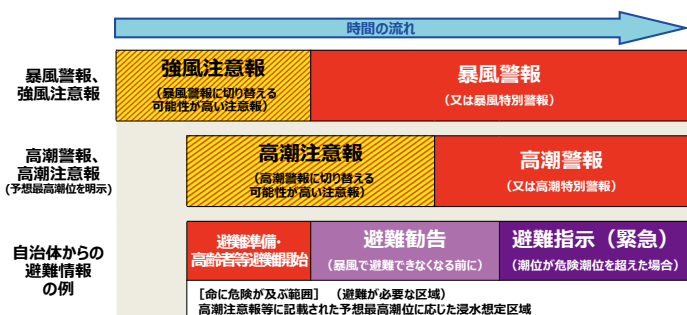 時間の流れ
暴風警報、
強風注意報
強風注意報
（暴風警報に切り替える
可能性が高い注意報）
暴風警報
（又は暴風特別警報）
高潮警報、
高潮注意報
(予想最高潮位を明示)
高潮注意報
（高潮警報に切り替える
可能性が高い注意報）
高潮警報
（又は高潮特別警報）
自治体からの
避難情報
の例
避難準備・
高齢者等避難開始
避難勧告
（暴風で避難できなくなる前に）
避難指示（緊急）
（潮位が危険潮位を超えた場合）
［命に危険が及ぶ範囲］（避難が必要な区域）
高潮注意報等に記載された予想最高潮位に応じた浸水想定区域